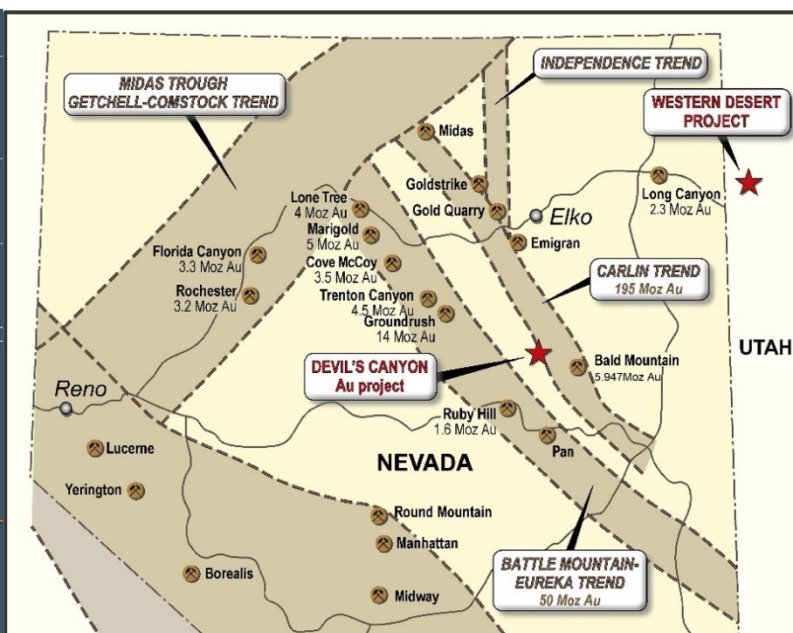 MIDAS TROUGH
GETCHELL-COMSTOCK TREND
INDEPENDENCE TREND
WESTERN DESERT
PROJECT
Midas
Goldstrike
Gold Quarry
Elko
Long Canyon
2.3 Moz Au
Lone Tree
4 Moz Au
Marigold
5 Moz Au
Emigran
Florida Canyon
3.3 Moz Au
Cove McCoy
3.5 Moz Au
CARLIN TREND
195 Moz Au
Rochester
3.2 Moz Au
Trenton Canyon
4.5 Moz Au
Groundrush
14 Moz Au
UTAH
DEVIL'S CANYON
Au project
Bald Mountain
5.947Moz Au
Reno
Ruby Hill
1.6 Moz Au
Pan
Lucerne
NEVADA
Yerington
Round Mountain
Manhattan
BATTLE MOUNTAIN-
EUREKA TREND
50 Moz Au
Borealis
Midway